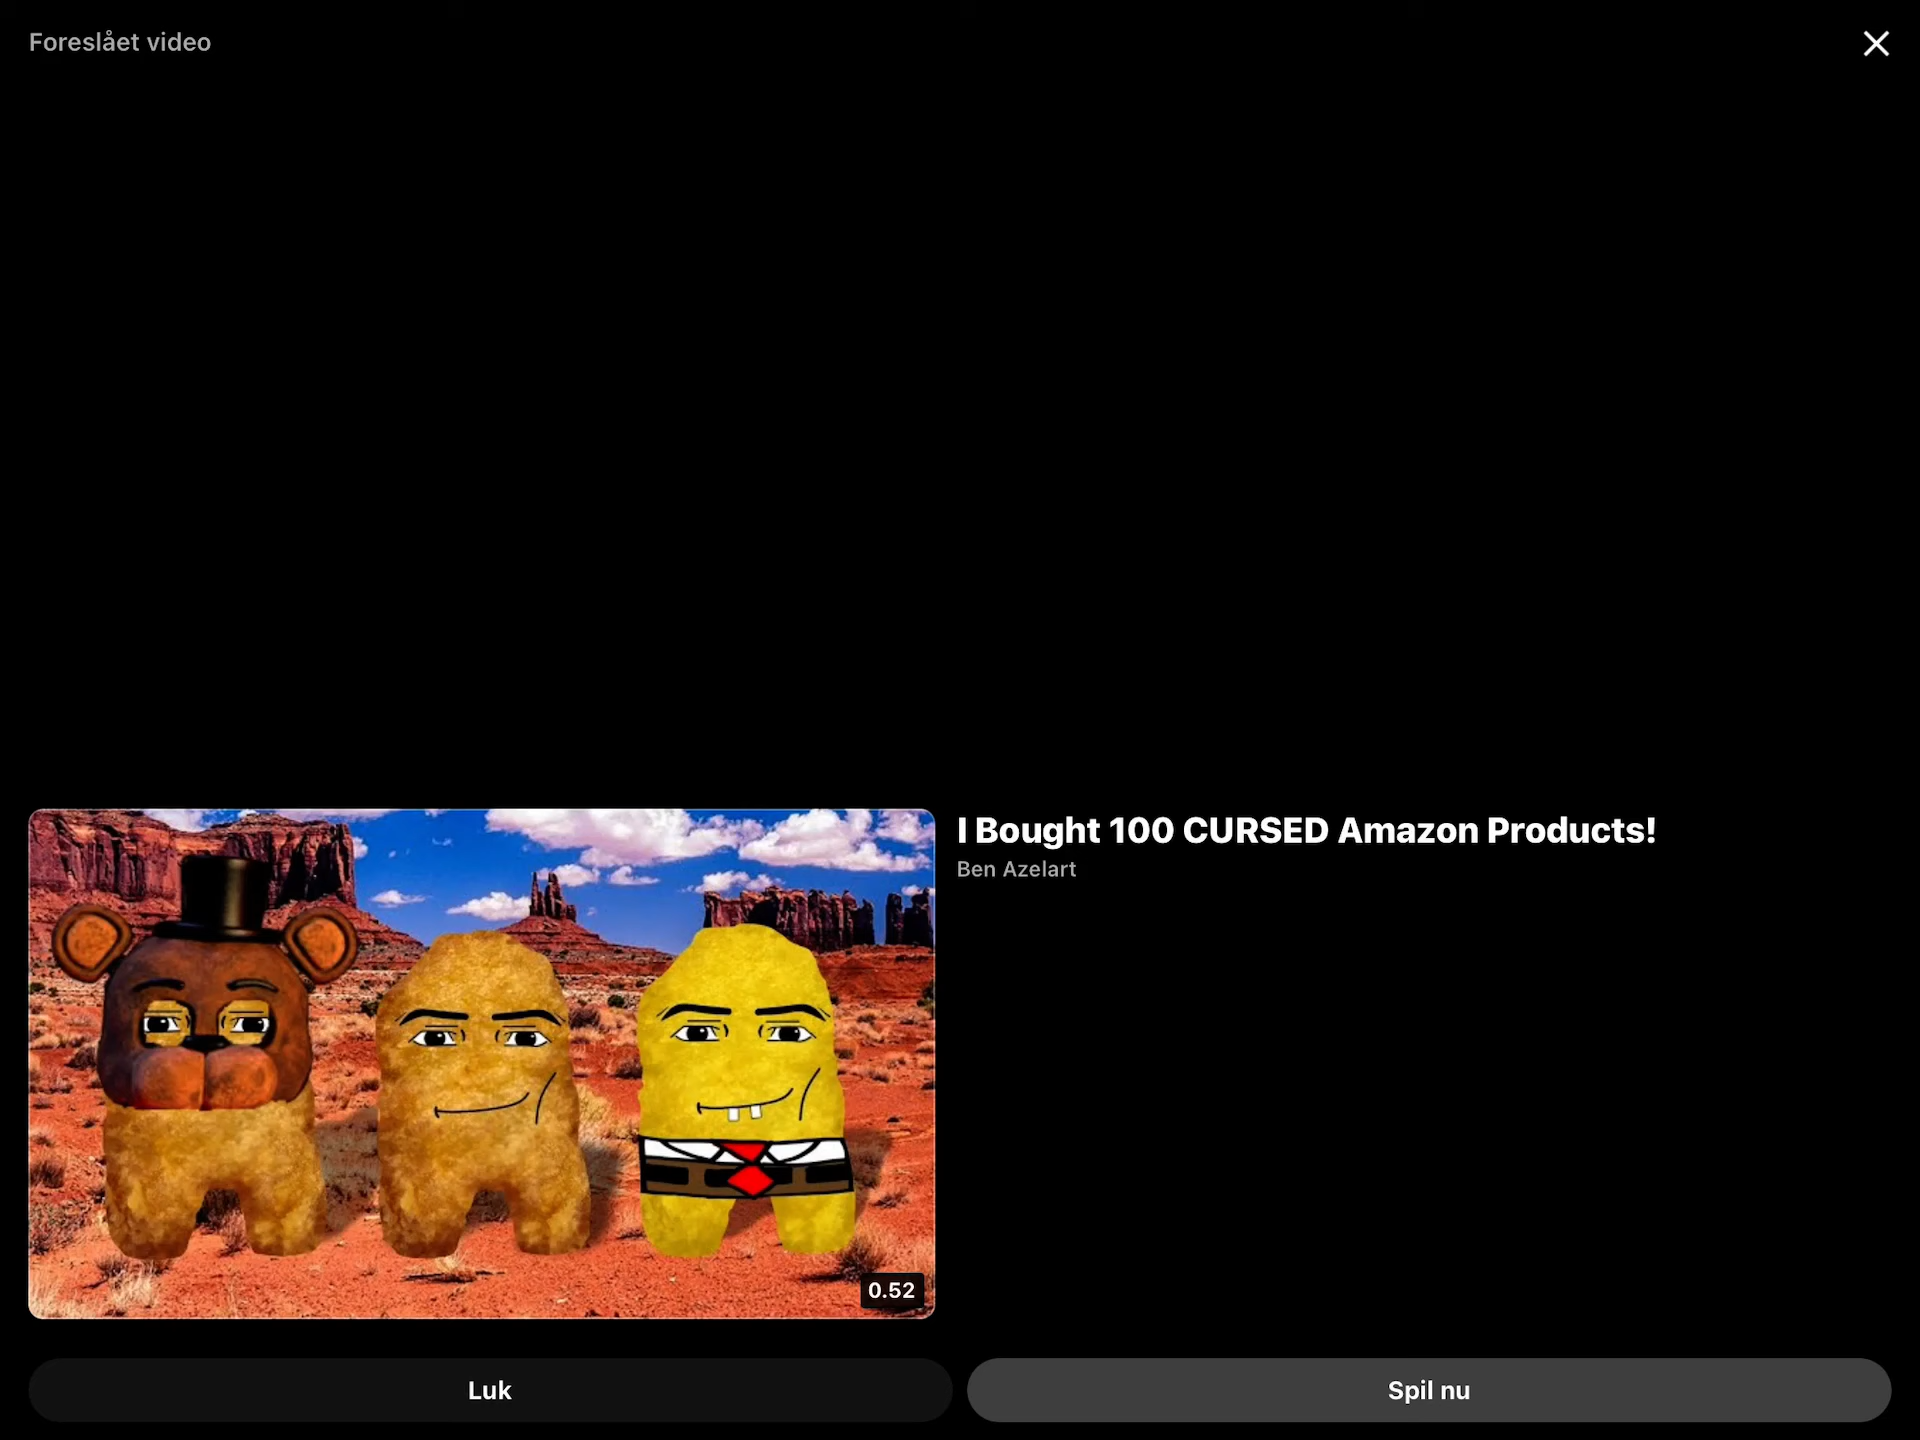 Foreslået video
I Bought 100 CURSED Amazon Products!
Ben Azelart
0.52
Luk
Spil nu